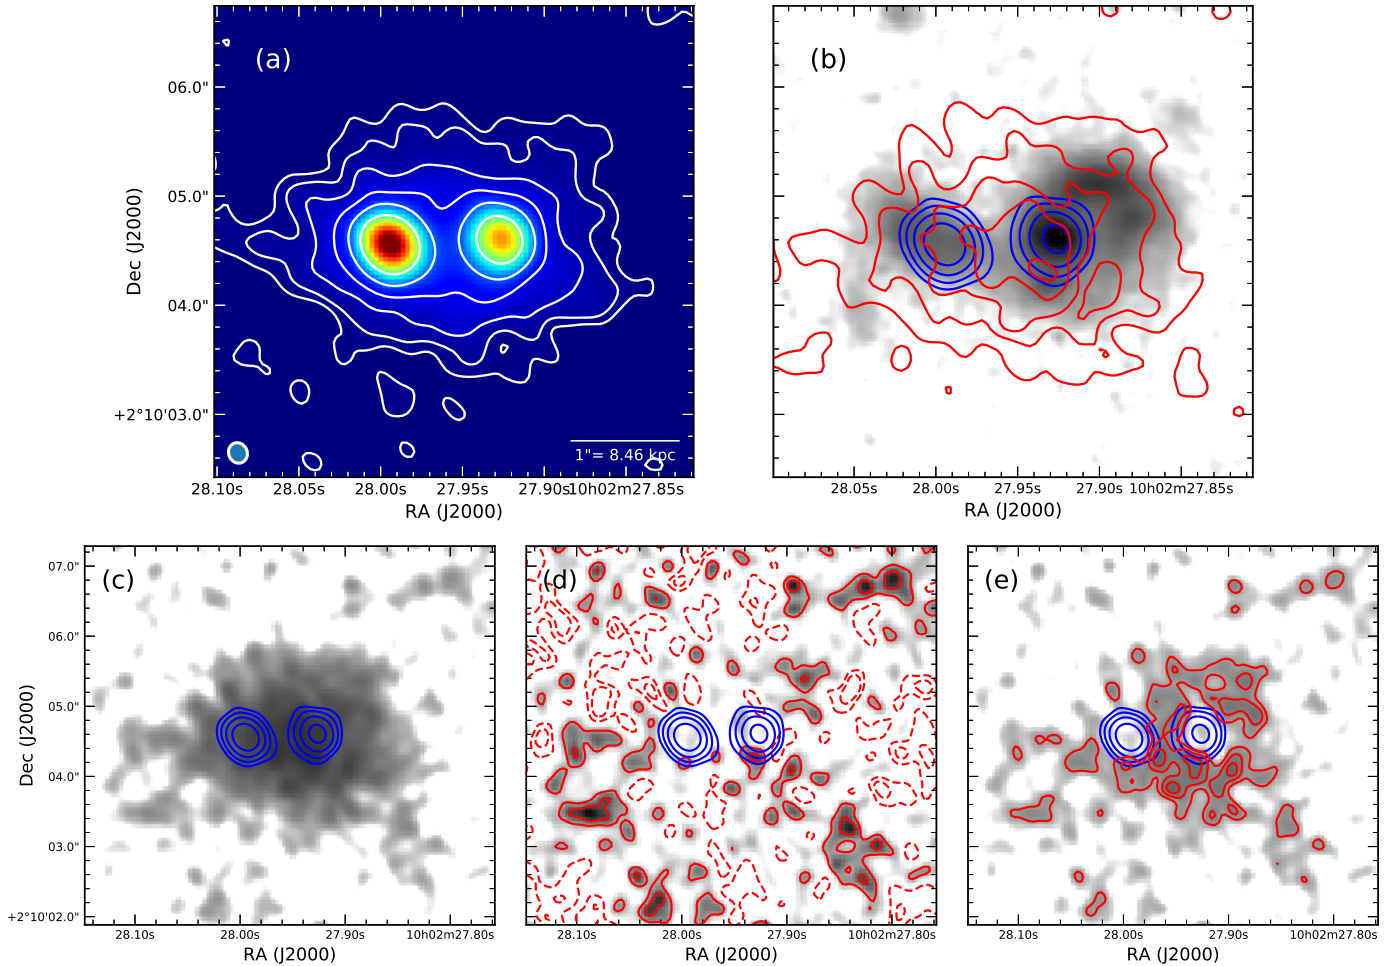 (a)
06.0"
05.0"
04.0"
+2°10'03.0"
Dec (J2000)
1"= 8.46 kpc
28.10s 28.05s 28.00s 27.95s 27.90s 10h02m27.85s
RA (J2000)
(b)
28.05s 28.00s 27.95s 27.90s 10h02m27.85s
RA (J2000)
(c)
07.0"
06.0"
05.0"
04.0"
03.0"
+2°10'02.0"
Dec (J2000)
28.10s 28.00s 27.90s 10h02m27.80s
RA (J2000)
(d)
28.10s 28.00s 27.90s 10h02m27.80s
RA (J2000)
(e)
28.10s 28.00s 27.90s 10h02m27.80s
RA (J2000)